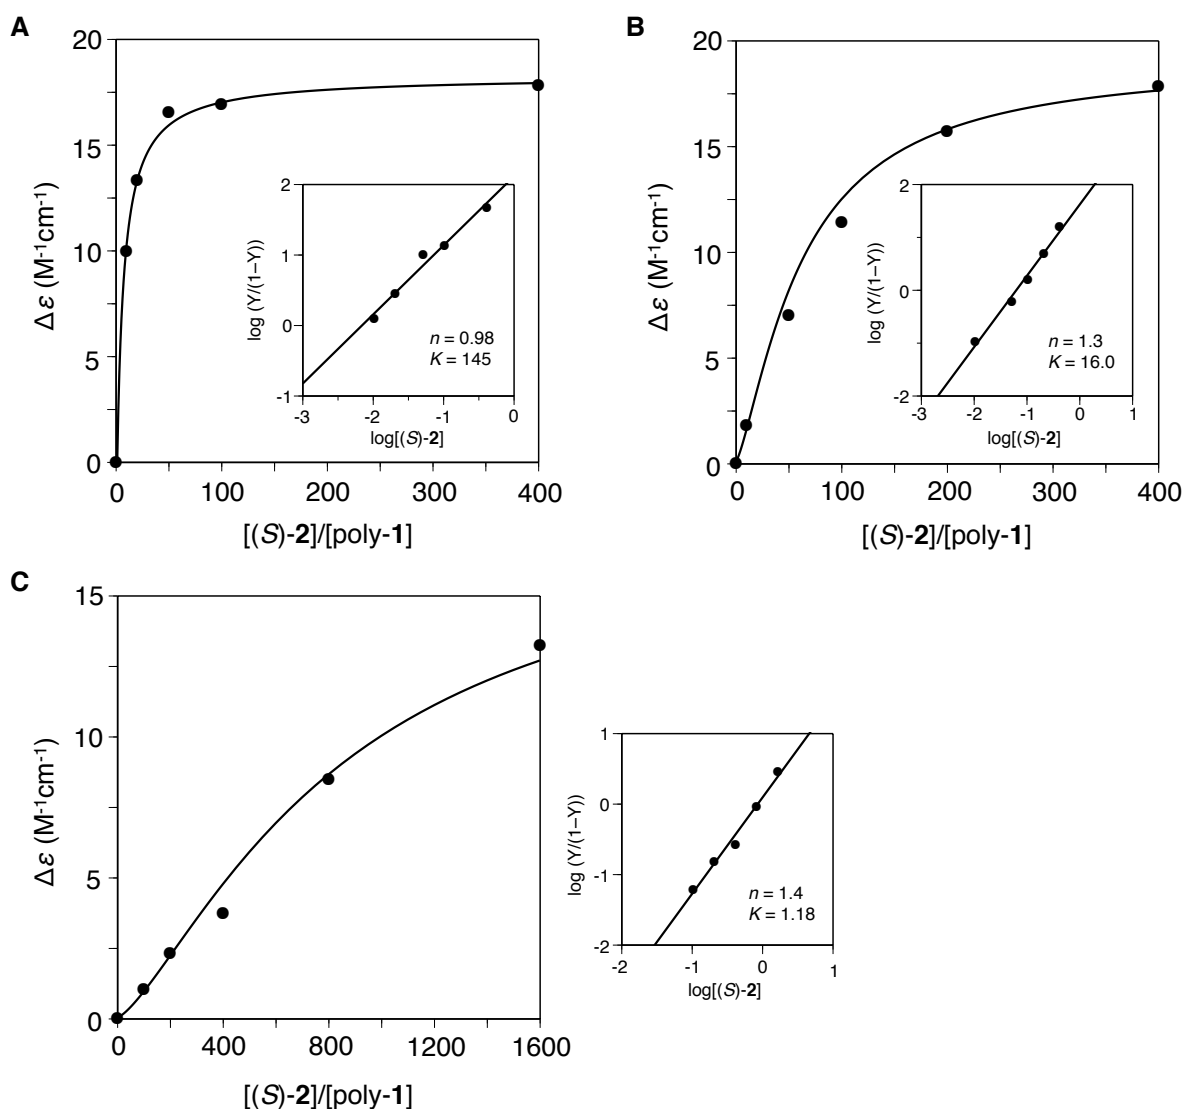 A
20
15
10
5
0
Δε (M-1cm-1)
0 100 200 300 400
[(S)-2]/[poly-1]
2
1
0
-1
log (Y/(1–Y))
n = 0.98
K = 145
-3 -2 -1 0
log[(S)-2]
B
20
15
10
5
0
Δε (M-1cm-1)
0 100 200 300 400
[(S)-2]/[poly-1]
2
0
-2
log (Y/(1–Y))
n = 1.3
K = 16.0
-3 -2 -1 0 1
log[(S)-2]
C
15
10
5
0
Δε (M-1cm-1)
0 400 800 1200 1600
[(S)-2]/[poly-1]
1
0
-1
-2
log (Y/(1–Y))
n = 1.4
K = 1.18
-2 -1 0 1
log[(S)-2]